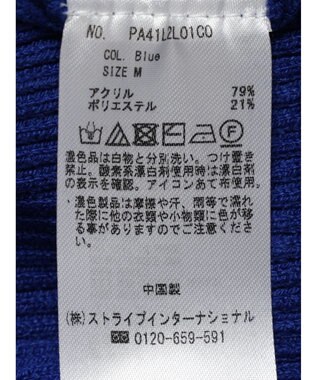 NO. PA41LZL01C0
COL. Blue
SIZE M
アクリル 79%
ポリエステル 21%
濃色品は白物と分別洗い。つけ置き
禁止。酸素系漂白剤使用時は漂白剤
の表示を確認。アイロンあて布使用。
・濃色製品は摩擦や汗、雨等で濡れ
た際に他の衣類や小物類に色が移
る事がありますのでご注意くださ
い。
中国製
(株)ストライプインターナショナル
0120-659-591